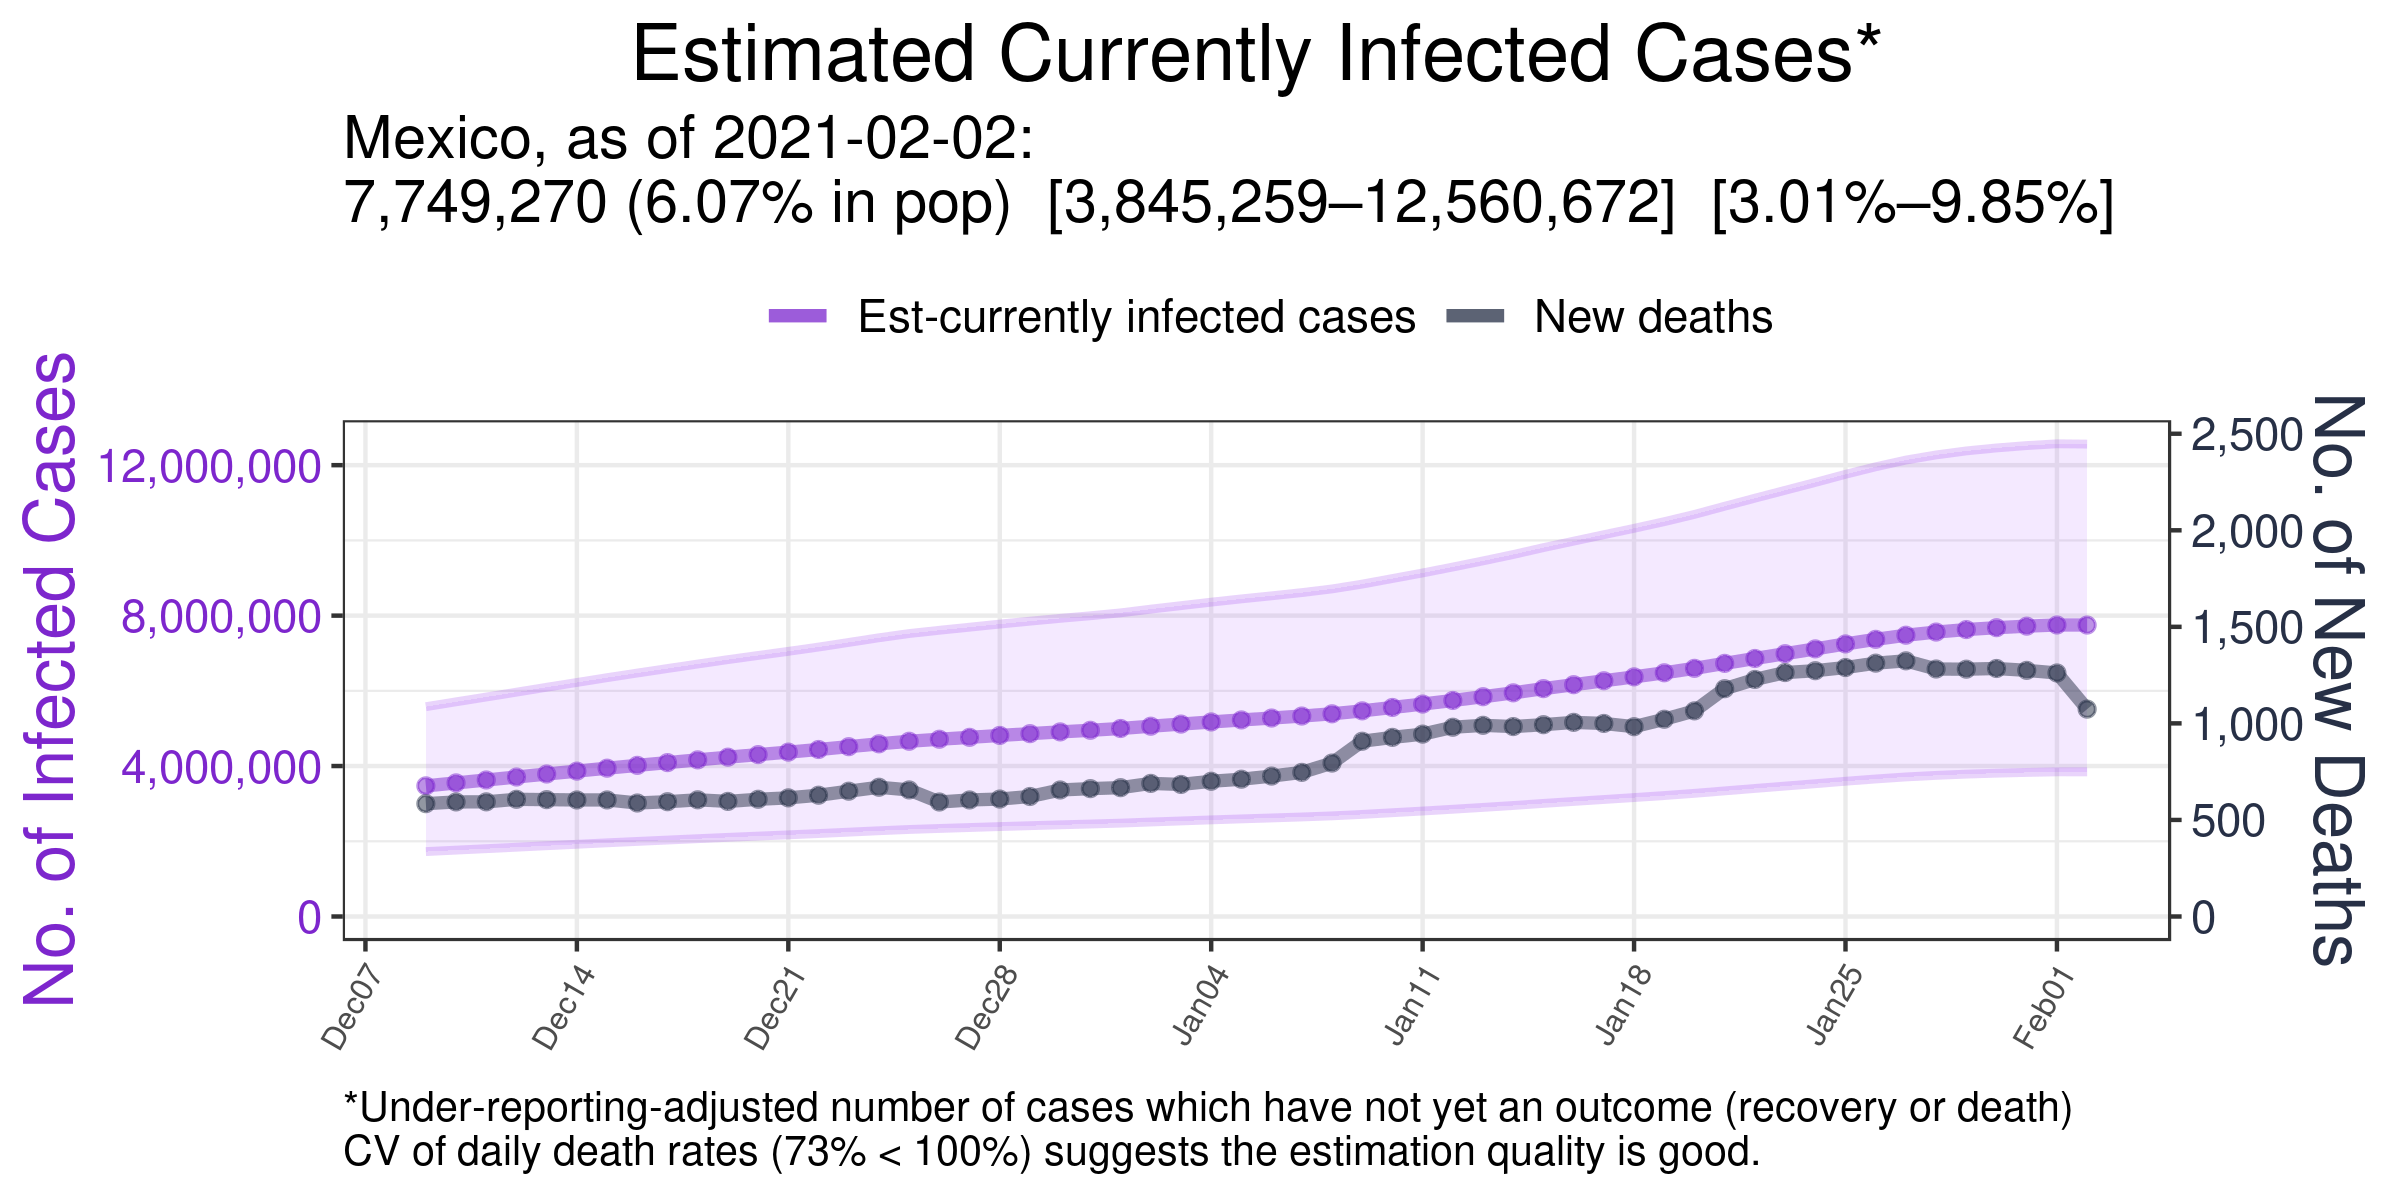 Estimated Currently Infected Cases*
Mexico, as of 2021-02-02:
7,749,270 (6.07% in pop) [3,845,259–12,560,672] [3.01%–9.85%]
Est-currently infected cases New deaths
No. of Infected Cases
12,000,000
8,000,000
4,000,000
0
2,500
2,000
1,500
1,000
500
0
No. of New Deaths
Dec07 Dec14 Dec21 Dec28 Jan04 Jan11 Jan18 Jan25 Feb01
*Under-reporting-adjusted number of cases which have not yet an outcome (recovery or death)
CV of daily death rates (73% < 100%) suggests the estimation quality is good.